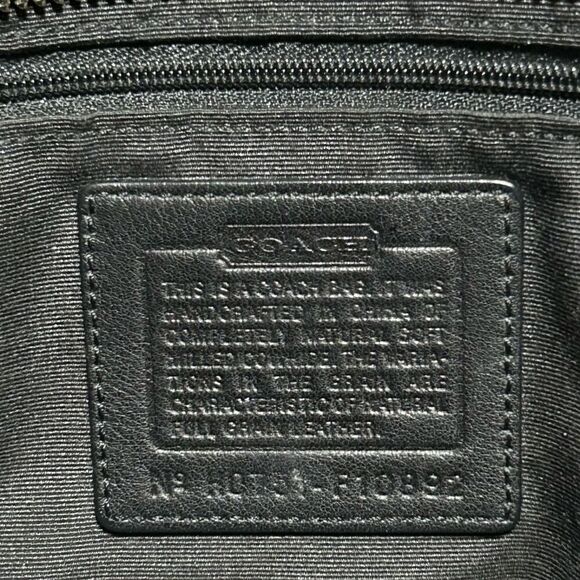 COACH
THIS IS A COACH BAG. IT WAS
HANDCRAFTED IN CHINA OF
COMPLETELY NATURAL SOFT
MILLED COWHIDE. THE VARIA-
TIONS IN THE GRAIN ARE
CHARACTERISTIC OF NATURAL
FULL GRAIN LEATHER.
Nº